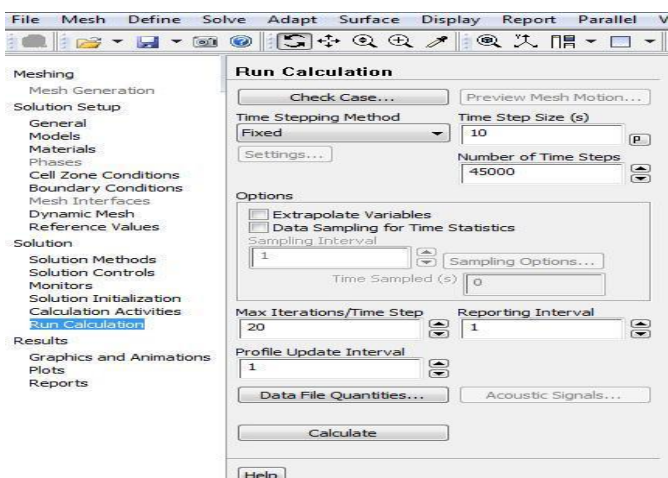 File Mesh Define Solve Adapt Surface Display Report Parallel V
Meshing
Mesh Generation
Solution Setup
General
Models
Materials
Phases
Cell Zone Conditions
Boundary Conditions
Mesh Interfaces
Dynamic Mesh
Reference Values
Solution
Solution Methods
Solution Controls
Monitors
Solution Initialization
Calculation Activities
Run Calculation
Results
Graphics and Animations
Plots
Reports
Run Calculation
Check Case... Preview Mesh Motion...
Time Stepping Method Time Step Size (s)
Fixed 10 P
Settings... Number of Time Steps
45000
Options
Extrapolate Variables
Data Sampling for Time Statistics
Sampling Interval
1 Sampling Options...
Time Sampled (s) 0
Max Iterations/Time Step Reporting Interval
20 1
Profile Update Interval
1
Data File Quantities... Acoustic Signals...
Calculate
Help